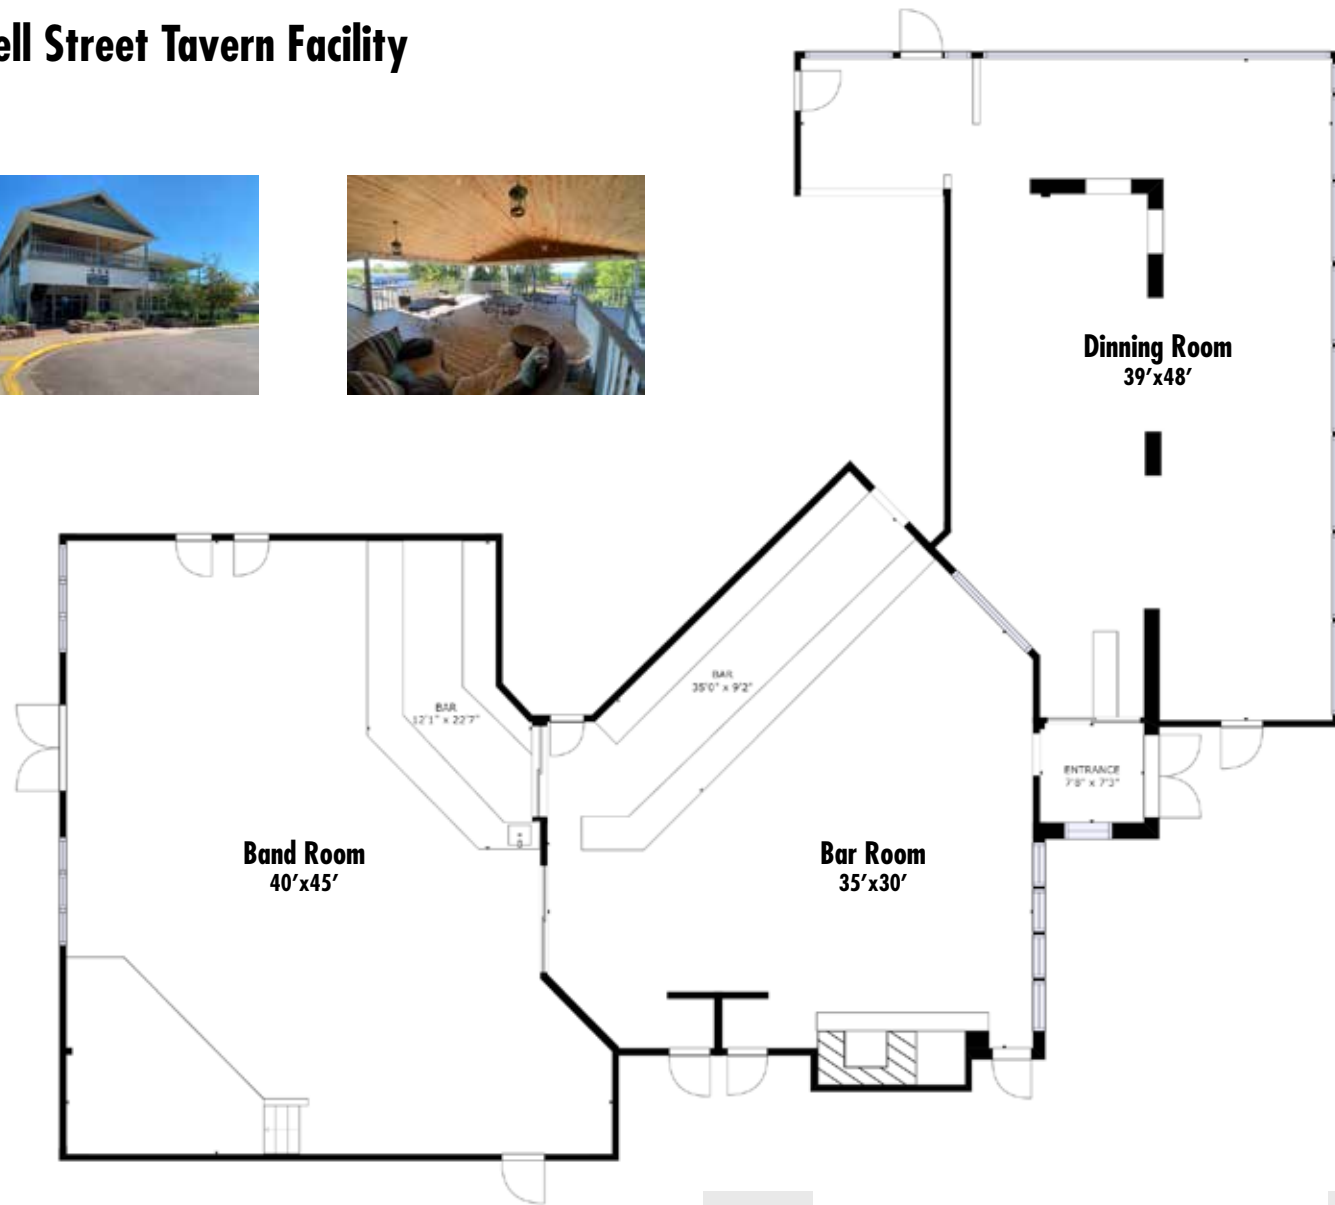 ell Street Tavern Facility
Dinning Room
39’x48’
BAR
35'0" x 9'2"
BAR
12'1" x 22'7"
ENTRANCE
7'8" x 7'3"
Band Room
40’x45’
Bar Room
35’x30’